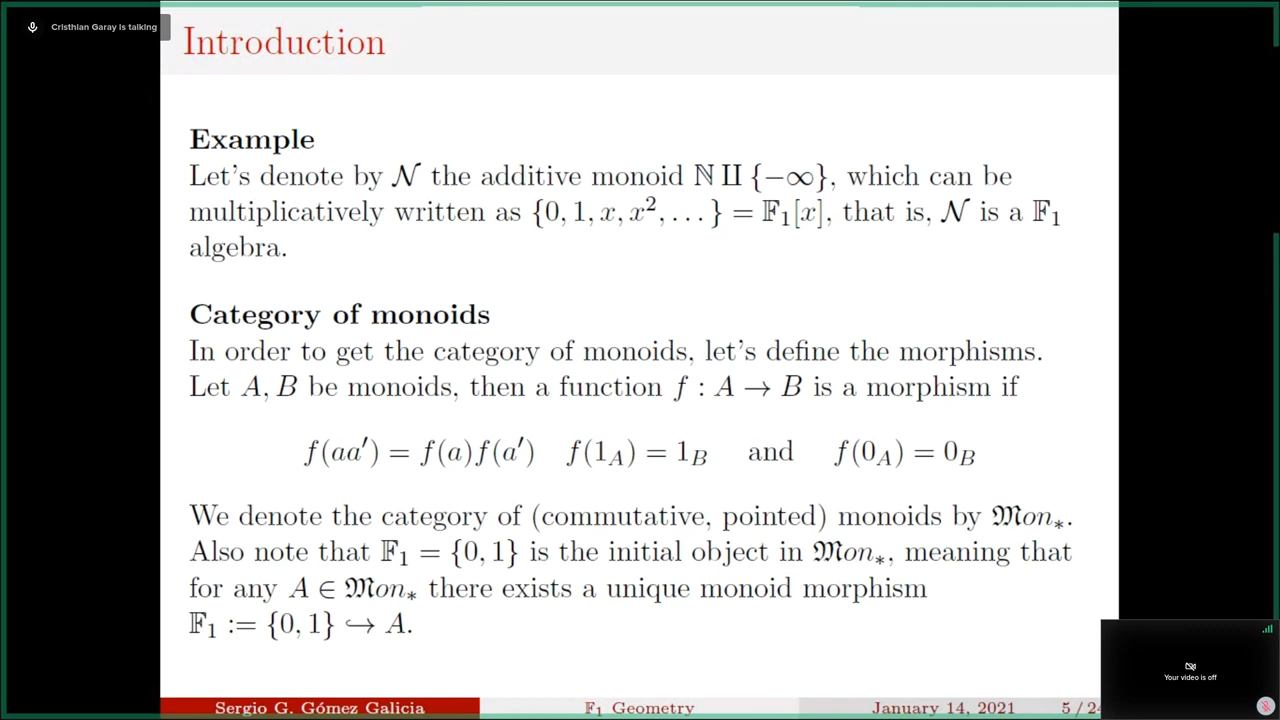 Cristhian Garay is talking
Introduction
Example
Let's denote by 𝒩 the additive monoid ℕ ∐ {−∞}, which can be
multiplicatively written as {0, 1, x, x², . . . } = 𝔽₁[x], that is, 𝒩 is a 𝔽₁
algebra.
Category of monoids
In order to get the category of monoids, let's define the morphisms.
Let A, B be monoids, then a function f : A → B is a morphism if
f(aa′) = f(a)f(a′) f(1_A) = 1_B and f(0_A) = 0_B
We denote the category of (commutative, pointed) monoids by 𝔐on∗.
Also note that 𝔽₁ = {0, 1} is the initial object in 𝔐on∗, meaning that
for any A ∈ 𝔐on∗ there exists a unique monoid morphism
𝔽₁ := {0, 1} ↪ A.
Your video is off
Sergio G. Gómez Galicia 𝔽₁ Geometry January 14, 2021 5 / 24